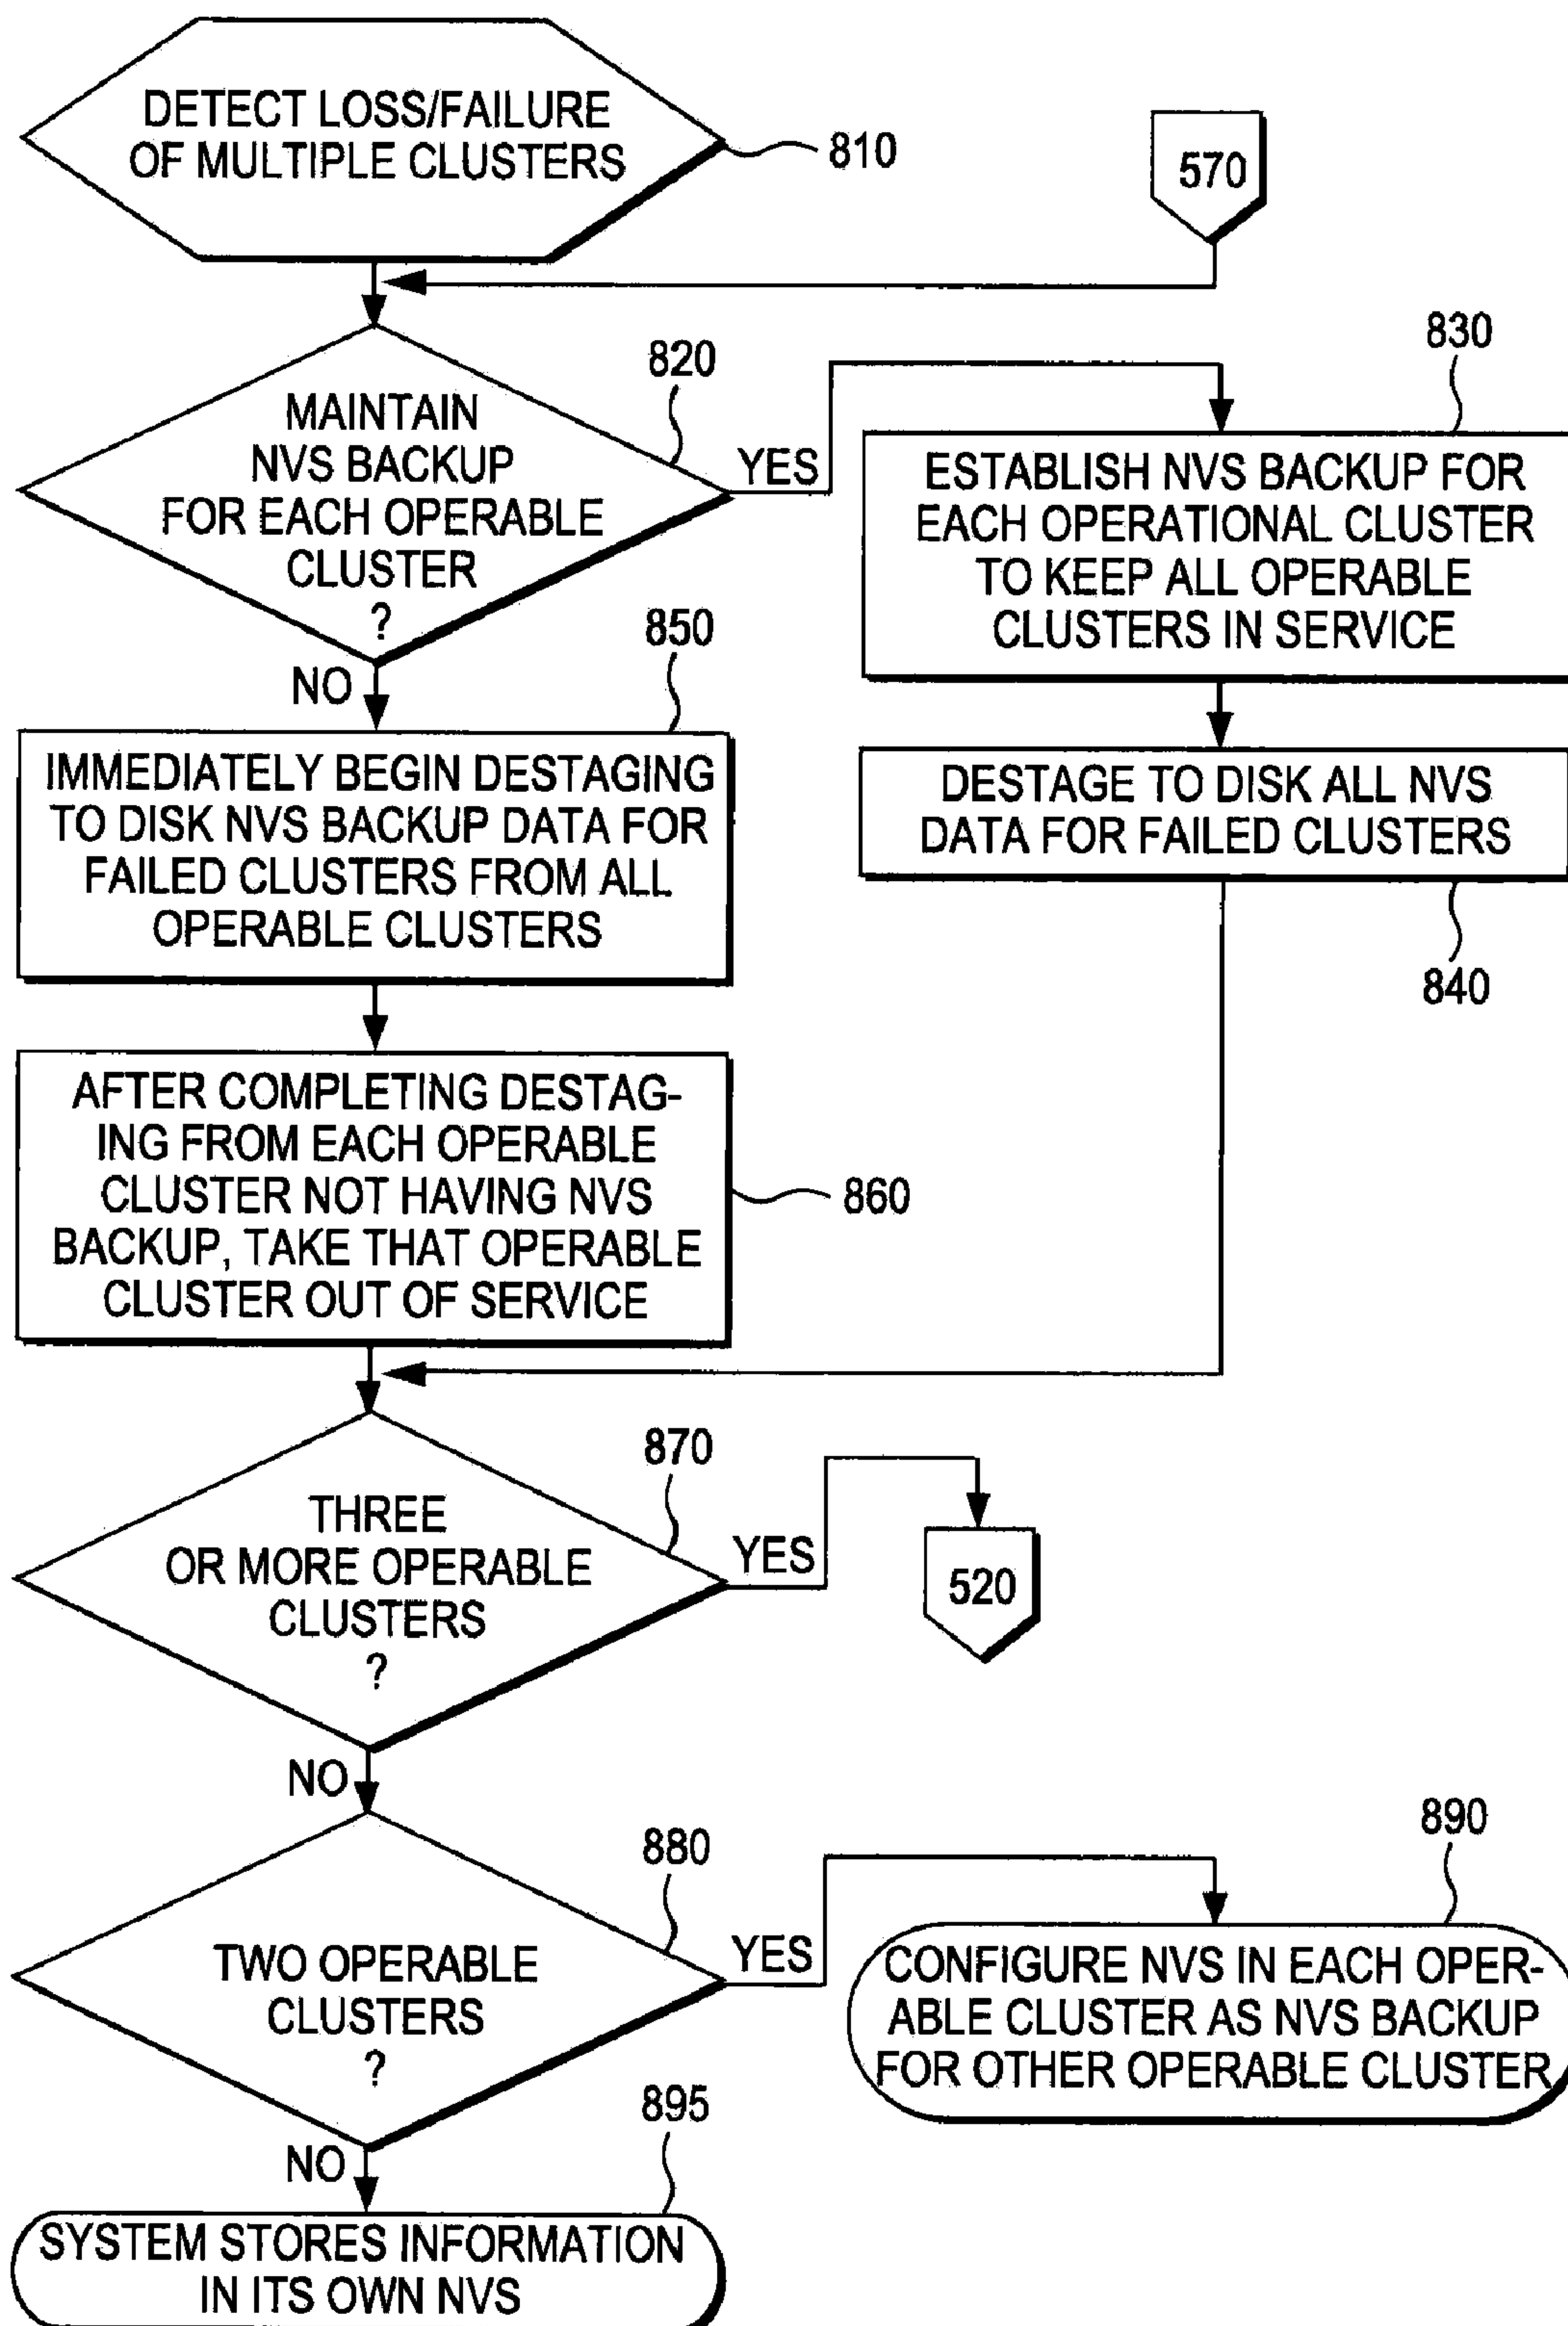 DETECT LOSS/FAILURE
OF MULTIPLE CLUSTERS
810
570
820
MAINTAIN
NVS BACKUP
FOR EACH OPERABLE
CLUSTER
?
YES
NO
830
ESTABLISH NVS BACKUP FOR
EACH OPERATIONAL CLUSTER
TO KEEP ALL OPERABLE
CLUSTERS IN SERVICE
DESTAGE TO DISK ALL NVS
DATA FOR FAILED CLUSTERS
840
850
IMMEDIATELY BEGIN DESTAGING
TO DISK NVS BACKUP DATA FOR
FAILED CLUSTERS FROM ALL
OPERABLE CLUSTERS
AFTER COMPLETING DESTAG-
ING FROM EACH OPERABLE
CLUSTER NOT HAVING NVS
BACKUP, TAKE THAT OPERABLE
CLUSTER OUT OF SERVICE
860
870
THREE
OR MORE OPERABLE
CLUSTERS
?
YES
520
NO
880
TWO OPERABLE
CLUSTERS
?
YES
890
CONFIGURE NVS IN EACH OPER-
ABLE CLUSTER AS NVS BACKUP
FOR OTHER OPERABLE CLUSTER
NO
895
SYSTEM STORES INFORMATION
IN ITS OWN NVS